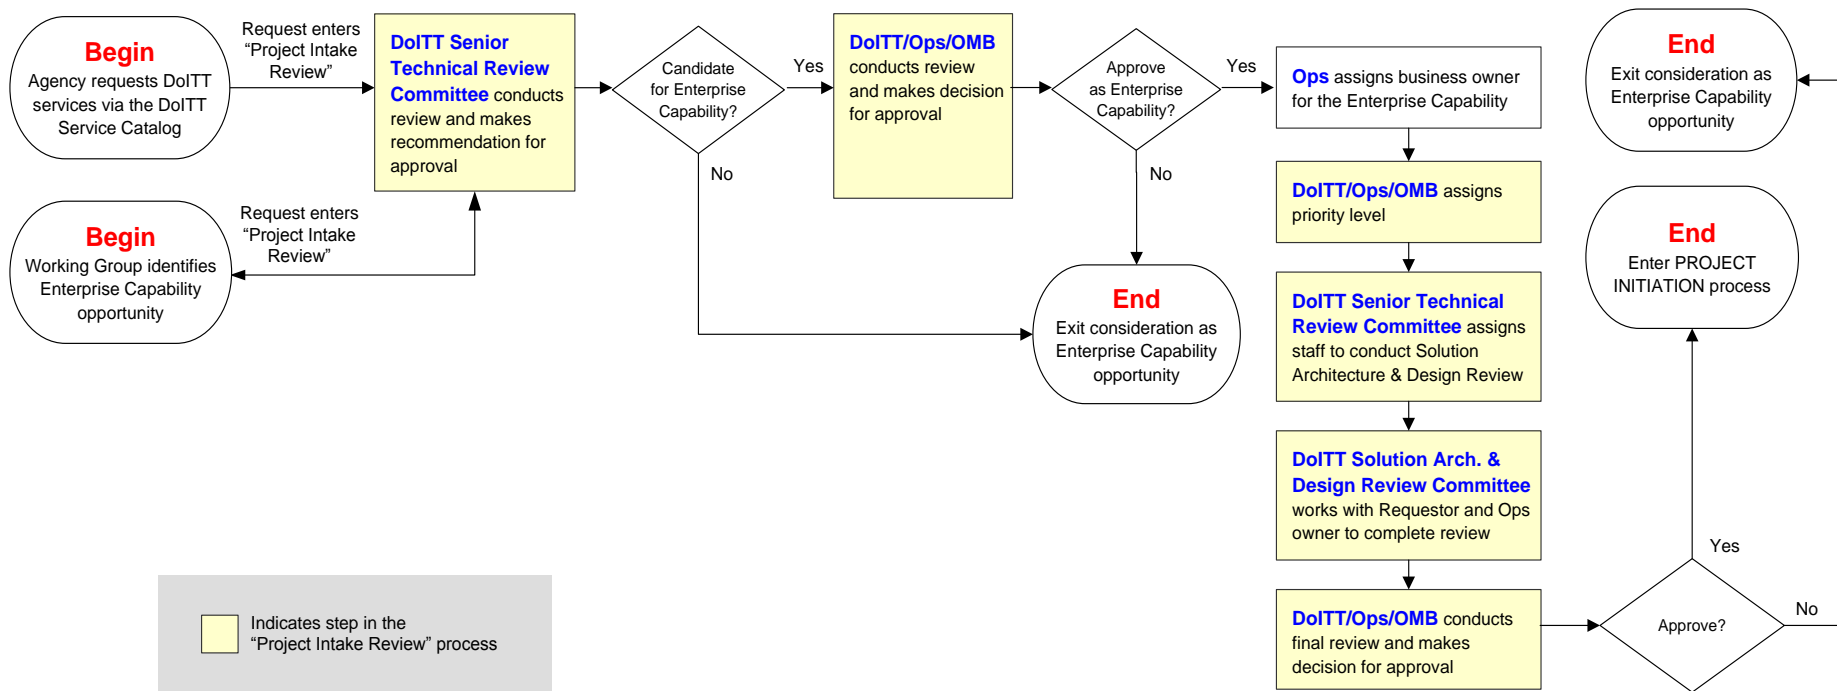 Begin
Agency requests DoITT
services via the DoITT
Service Catalog
Request enters
“Project Intake
Review”
Begin
Working Group identifies
Enterprise Capability
opportunity
Request enters
“Project Intake
Review”
DoITT Senior
Technical Review
Committee conducts
review and makes
recommendation for
approval
Candidate
for Enterprise
Capability?
Yes
No
DoITT/Ops/OMB
conducts review
and makes decision
for approval
Approve
as Enterprise
Capability?
Yes
No
End
Exit consideration as
Enterprise Capability
opportunity
Ops assigns business owner
for the Enterprise Capability
DoITT/Ops/OMB assigns
priority level
DoITT Senior Technical
Review Committee assigns
staff to conduct Solution
Architecture & Design Review
DoITT Solution Arch. &
Design Review Committee
works with Requestor and Ops
owner to complete review
DoITT/Ops/OMB conducts
final review and makes
decision for approval
Approve?
Yes
No
End
Enter PROJECT
INITIATION process
End
Exit consideration as
Enterprise Capability
opportunity
Indicates step in the
“Project Intake Review” process